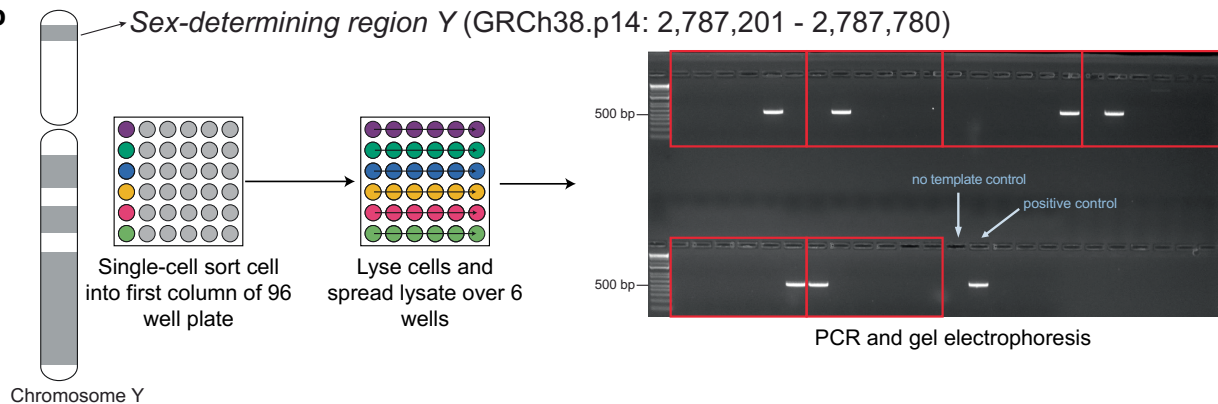 b
Sex-determining region Y (GRCh38.p14: 2,787,201 - 2,787,780)
500 bp
no template control
positive control
500 bp
Single-cell sort cell
into first column of 96
well plate
Lyse cells and
spread lysate over 6
wells
PCR and gel electrophoresis
Chromosome Y